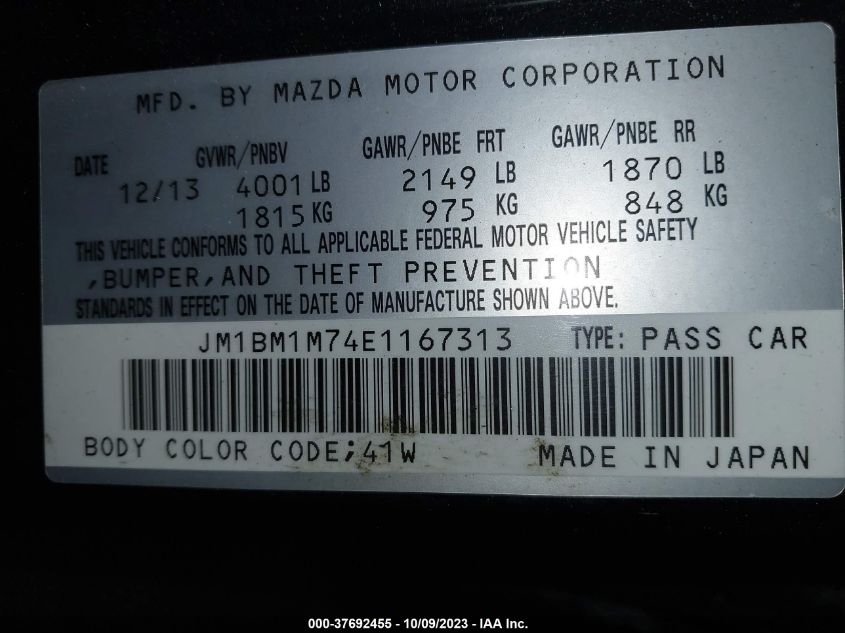 MFD. BY MAZDA MOTOR CORPORATION
DATE GVWR/PNBV GAWR/PNBE FRT GAWR/PNBE RR
12/13 4001 LB 2149 LB 1870 LB
1815 KG 975 KG 848 KG
THIS VEHICLE CONFORMS TO ALL APPLICABLE FEDERAL MOTOR VEHICLE SAFETY
,BUMPER,AND THEFT PREVENTION
STANDARDS IN EFFECT ON THE DATE OF MANUFACTURE SHOWN ABOVE.
JM1BM1M74E1167313 TYPE: PASS CAR
BODY COLOR CODE;41W MADE IN JAPAN
000-37692455 - 10/09/2023 - IAA Inc.